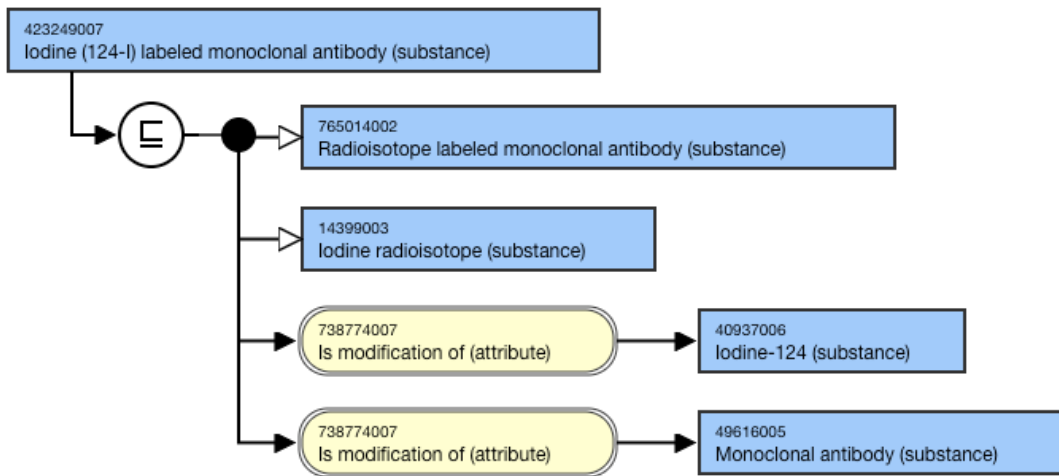 423249007
Iodine (124-I) labeled monoclonal antibody (substance)
⊑
765014002
Radioisotope labeled monoclonal antibody (substance)
14399003
Iodine radioisotope (substance)
738774007
Is modification of (attribute)
40937006
Iodine-124 (substance)
738774007
Is modification of (attribute)
49616005
Monoclonal antibody (substance)